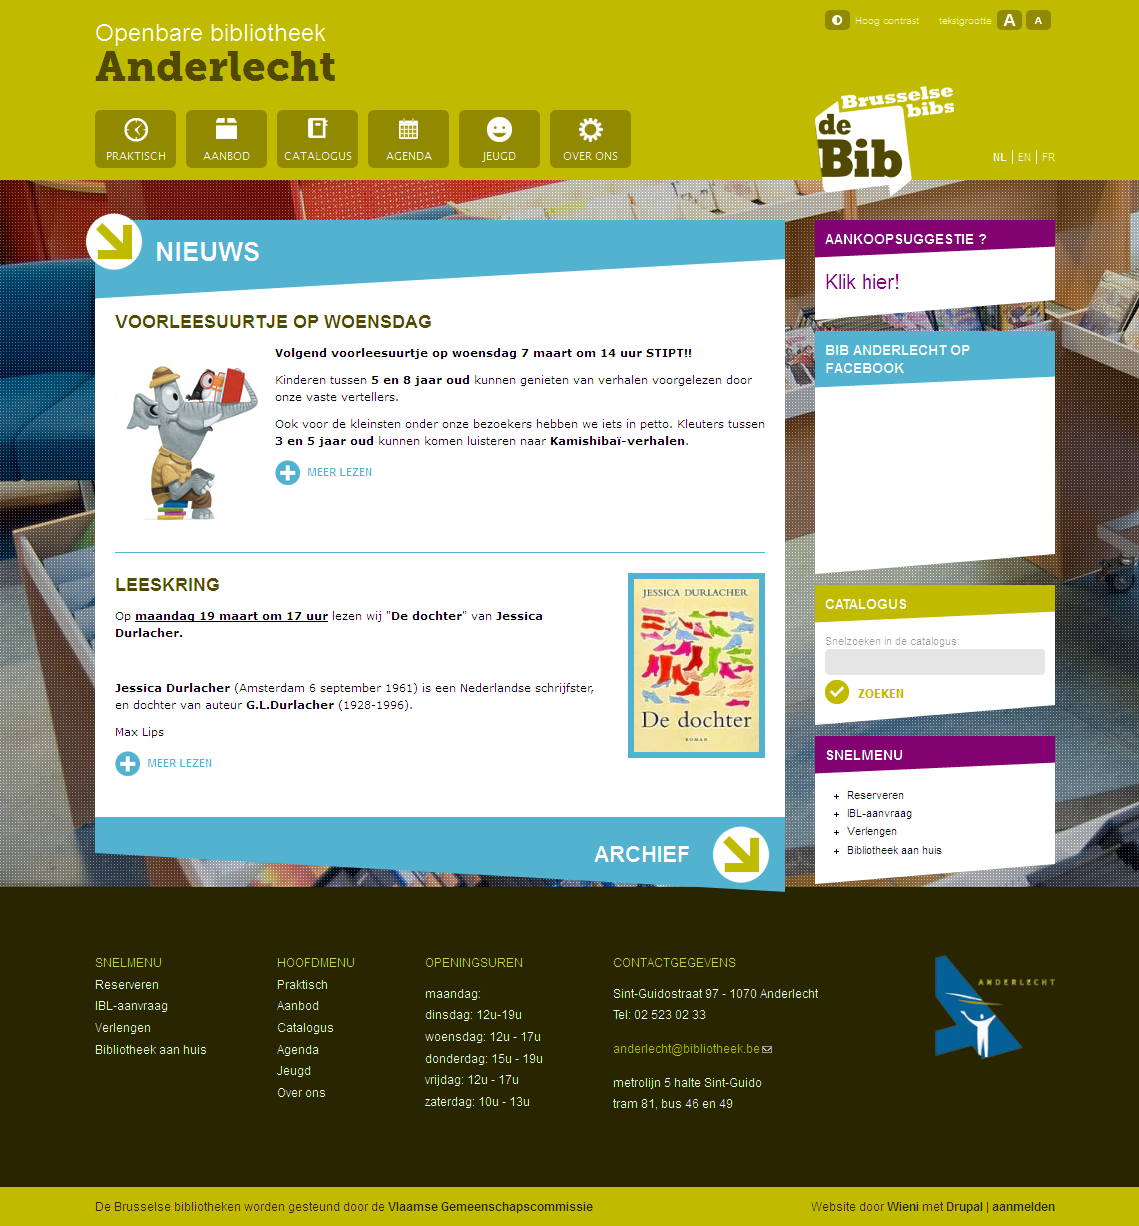 Openbare bibliotheek
Anderlecht
Hoog contrast
tekstgrootte A A
PRAKTISCH
AANBOD
CATALOGUS
AGENDA
JEUGD
OVER ONS
Brusselse
bibs
de
Bib
NL | EN | FR
NIEUWS
VOORLEESUURTJE OP WOENSDAG
Volgend voorleesuurtje op woensdag 7 maart om 14 uur STIPT!!
Kinderen tussen 5 en 8 jaar oud kunnen genieten van verhalen voorgelezen door
onze vaste vertellers.
Ook voor de kleinsten onder onze bezoekers hebben we iets in petto. Kleuters tussen
3 en 5 jaar oud kunnen komen luisteren naar Kamishibaï-verhalen.
MEER LEZEN
LEESKRING
Op maandag 19 maart om 17 uur lezen wij "De dochter" van Jessica
Durlacher.
Jessica Durlacher (Amsterdam 6 september 1961) is een Nederlandse schrijfster,
en dochter van auteur G.L.Durlacher (1928-1996).
Max Lips
MEER LEZEN
JESSICA DURLACHER
De dochter
ROMAN
ARCHIEF
AANKOOPSUGGESTIE ?
Klik hier!
BIB ANDERLECHT OP
FACEBOOK
CATALOGUS
Snelzoeken in de catalogus:
ZOEKEN
SNELMENU
Reserveren
IBL-aanvraag
Verlengen
Bibliotheek aan huis
SNELMENU
Reserveren
IBL-aanvraag
Verlengen
Bibliotheek aan huis
HOOFDMENU
Praktisch
Aanbod
Catalogus
Agenda
Jeugd
Over ons
OPENINGSUREN
maandag:
dinsdag: 12u-19u
woensdag: 12u - 17u
donderdag: 15u - 19u
vrijdag: 12u - 17u
zaterdag: 10u - 13u
CONTACTGEGEVENS
Sint-Guidostraat 97 - 1070 Anderlecht
Tel: 02 523 02 33
anderlecht@bibliotheek.be
metrolijn 5 halte Sint-Guido
tram 81, bus 46 en 49
ANDERLECHT
De Brusselse bibliotheken worden gesteund door de Vlaamse Gemeenschapscommissie
Website door Wieni met Drupal | aanmelden